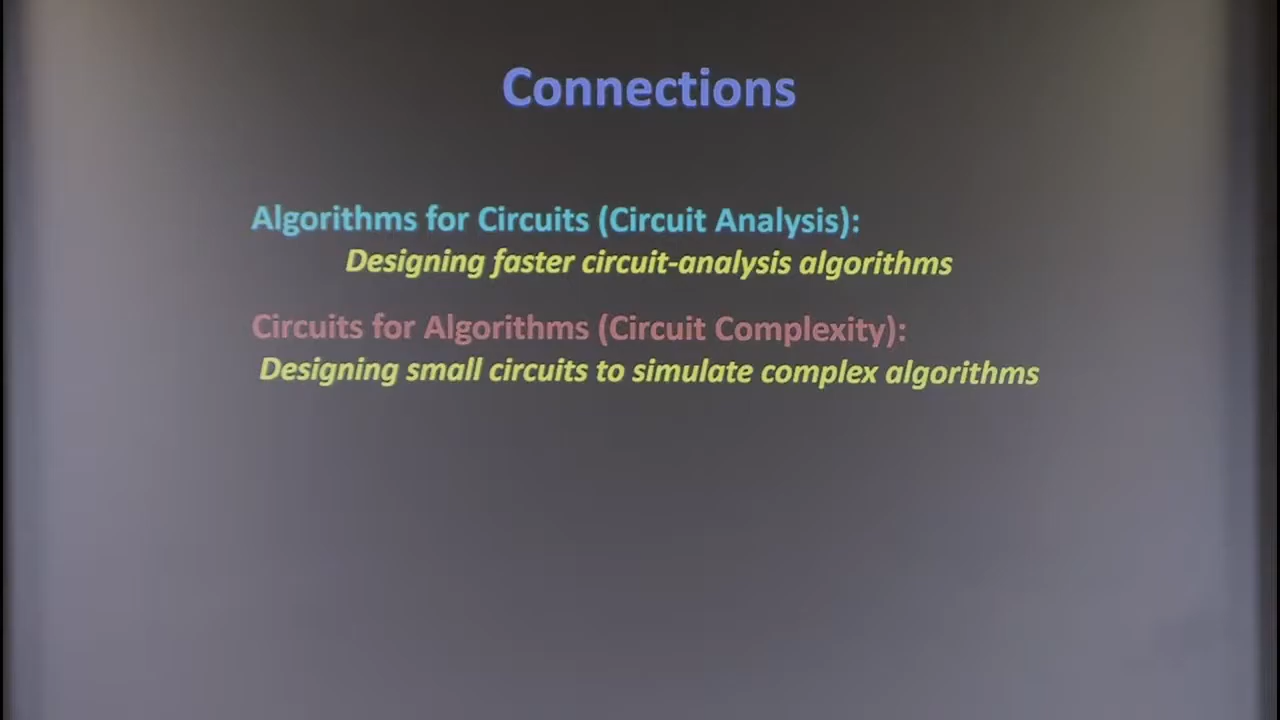 Connections
Algorithms for Circuits (Circuit Analysis):
Designing faster circuit-analysis algorithms
Circuits for Algorithms (Circuit Complexity):
Designing small circuits to simulate complex algorithms